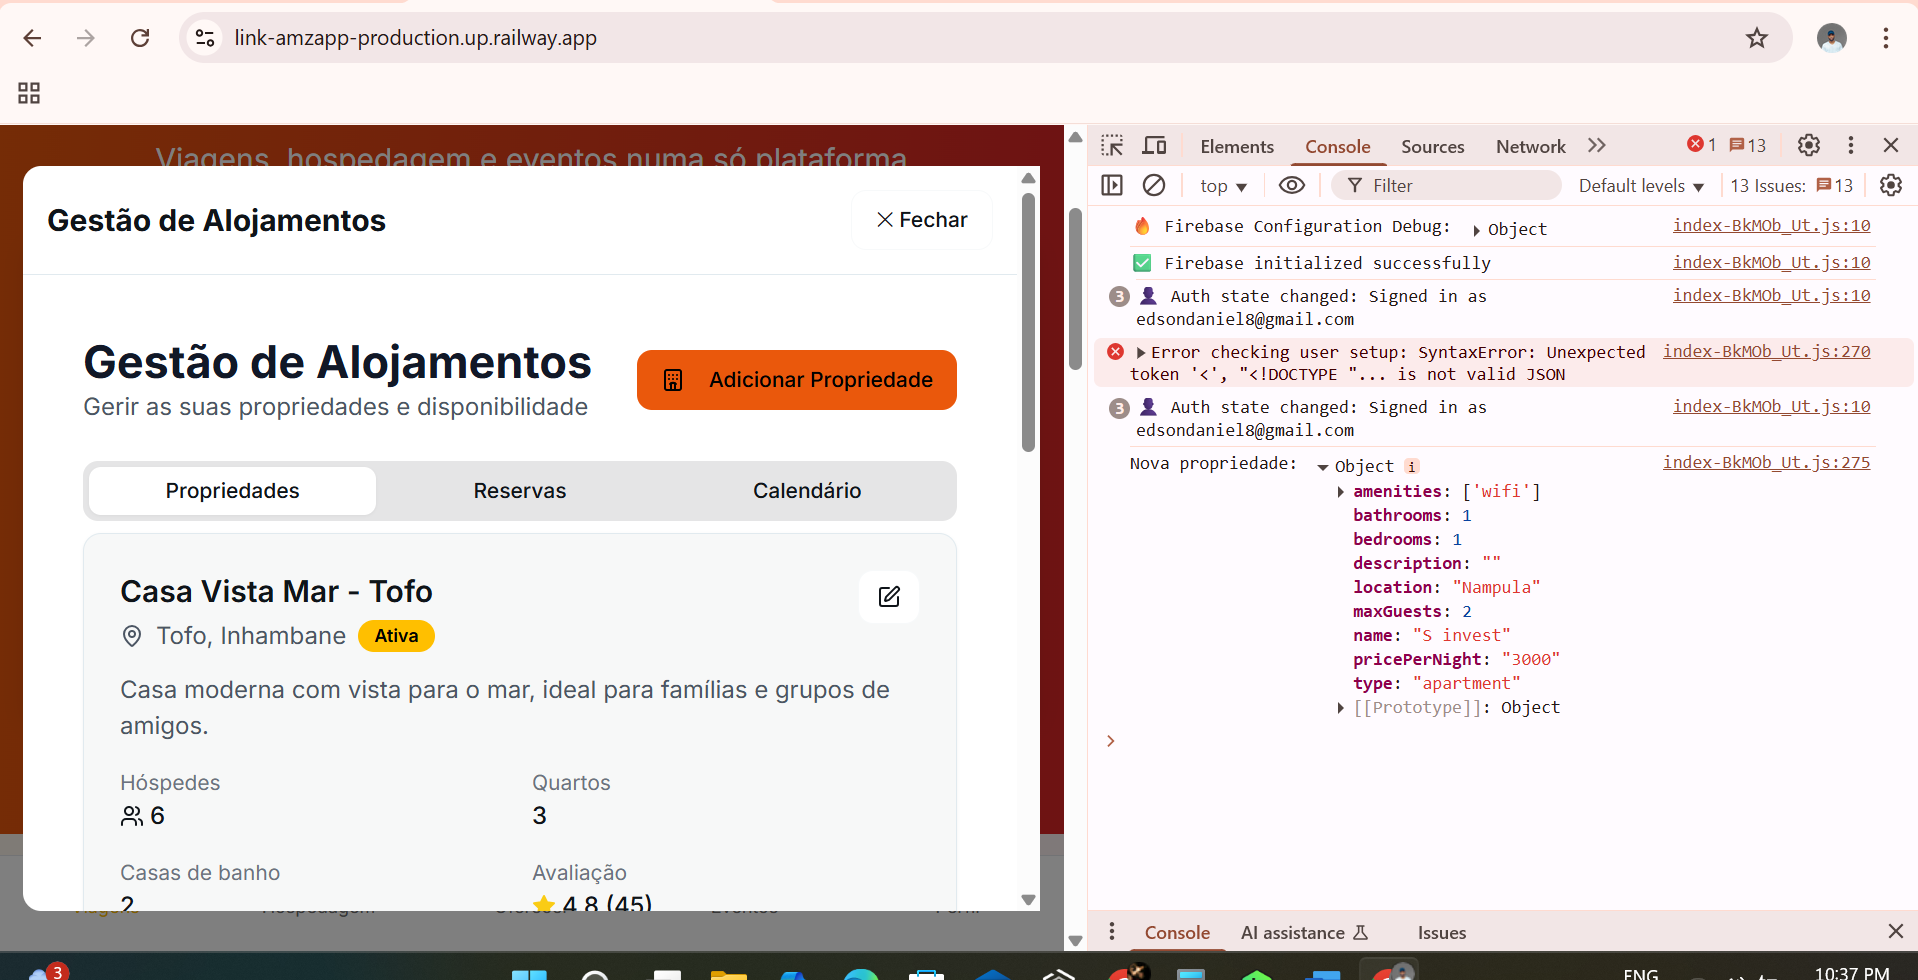 link-amzapp-production.up.railway.app
Viagens, hospedagem e eventos numa só plataforma
Gestão de Alojamentos
Fechar
Gestão de Alojamentos
Gerir as suas propriedades e disponibilidade
Adicionar Propriedade
Propriedades
Reservas
Calendário
Casa Vista Mar - Tofo
Tofo, Inhambane
Ativa
Casa moderna com vista para o mar, ideal para famílias e grupos de
amigos.
Hóspedes
Quartos
6
3
Casas de banho
Avaliação
2
4.8 (45)
Elements
Console
Sources
Network
1
13
top
Filter
Default levels
13 Issues:
13
🔥 Firebase Configuration Debug: Object
index-BkMOb_Ut.js:10
✅ Firebase initialized successfully
index-BkMOb_Ut.js:10
3 👤 Auth state changed: Signed in as
index-BkMOb_Ut.js:10
edsondaniel8@gmail.com
Error checking user setup: SyntaxError: Unexpected
index-BkMOb_Ut.js:270
token '<', "<!DOCTYPE "... is not valid JSON
3 👤 Auth state changed: Signed in as
index-BkMOb_Ut.js:10
edsondaniel8@gmail.com
Nova propriedade: Object i
index-BkMOb_Ut.js:275
amenities: ['wifi']
bathrooms: 1
bedrooms: 1
description: ""
location: "Nampula"
maxGuests: 2
name: "S invest"
pricePerNight: "3000"
type: "apartment"
[[Prototype]]: Object
Console
AI assistance
Issues
3
ENG
10:37 PM